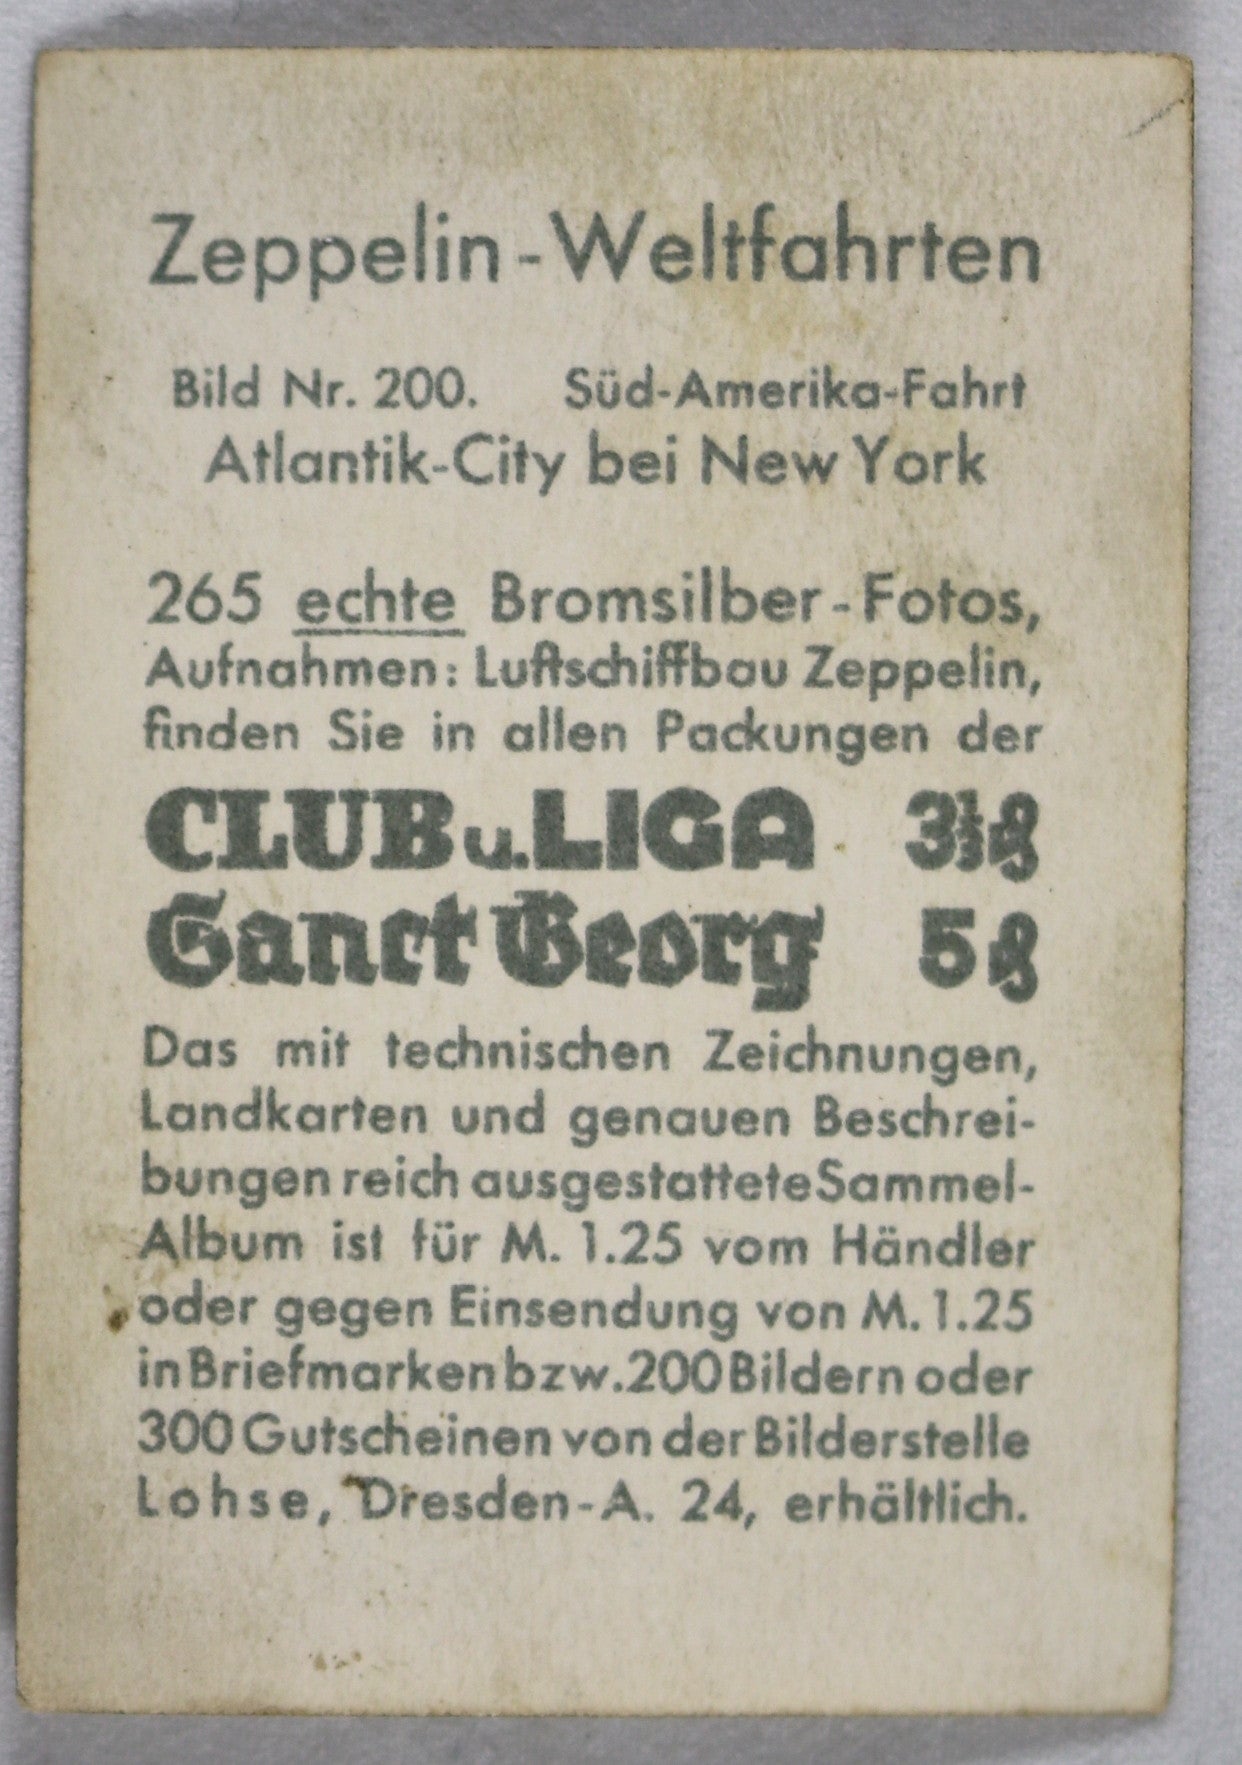 Zeppelin-Weltfahrten
Bild Nr. 200. Süd-Amerika-Fahrt
Atlantik-City bei New York
265 echte Bromsilber-Fotos,
Aufnahmen: Luftschiffbau Zeppelin,
finden Sie in allen Packungen der
CLUB u. LIGA 3⅓ ₰
Sanct Georg 5 ₰
Das mit technischen Zeichnungen,
Landkarten und genauen Beschrei-
bungen reich ausgestattete Sammel-
Album ist für M. 1.25 vom Händler
oder gegen Einsendung von M. 1.25
in Briefmarken bzw. 200 Bildern oder
300 Gutscheinen von der Bilderstelle
Lohse, Dresden-A. 24, erhältlich.